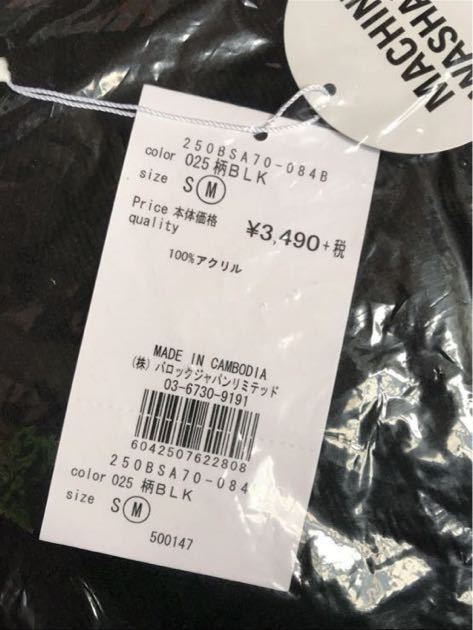 MACHINE
WASHA
250BSA70-084B
color 025 柄BLK
size S M
Price 本体価格 ¥3,490+税
quality
100%アクリル
MADE IN CAMBODIA
(株) バロックジャパンリミテッド
03-6730-9191
6042507622808
250BSA70-084
color 025 柄BLK
size S M
500147